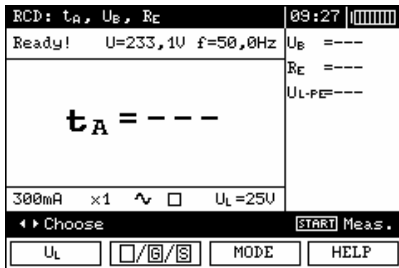 RCD: tA, UB, RE 09:27
Ready! U=233,1V f=50,0Hz
UB =---
RE =---
UL-PE=---
tA=---
300mA ×1 UL=25V
Choose START Meas.
UL □/G/S MODE HELP